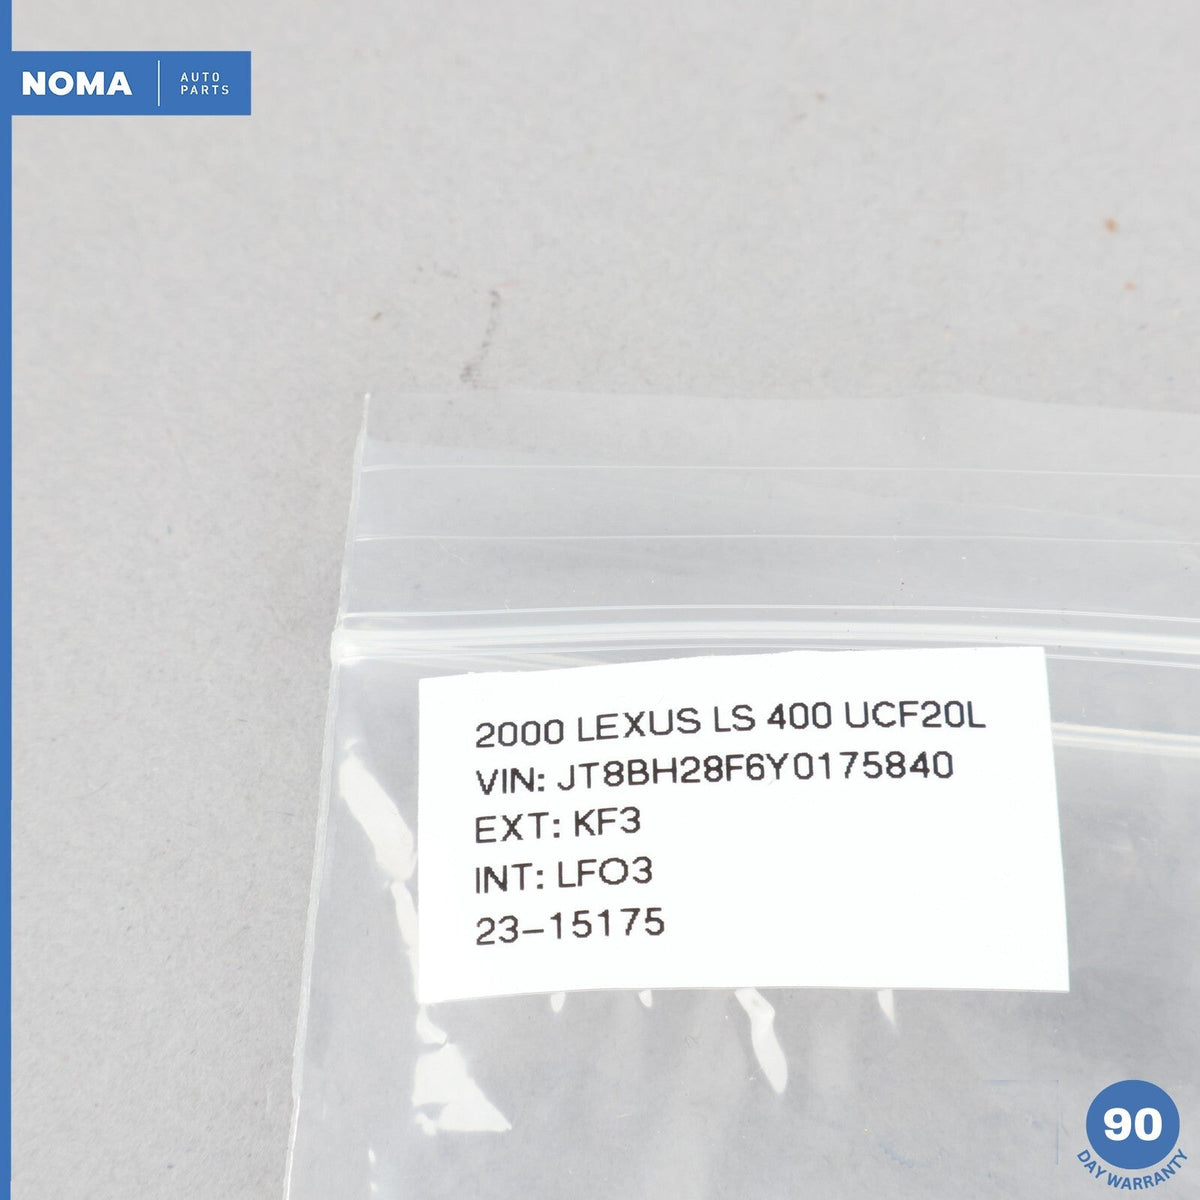 NOMA
AUTO
PARTS
2000 LEXUS LS 400 UCF20L
VIN: JT8BH28F6Y0175840
EXT: KF3
INT: LFO3
23-15175
90
DAY WARRANTY